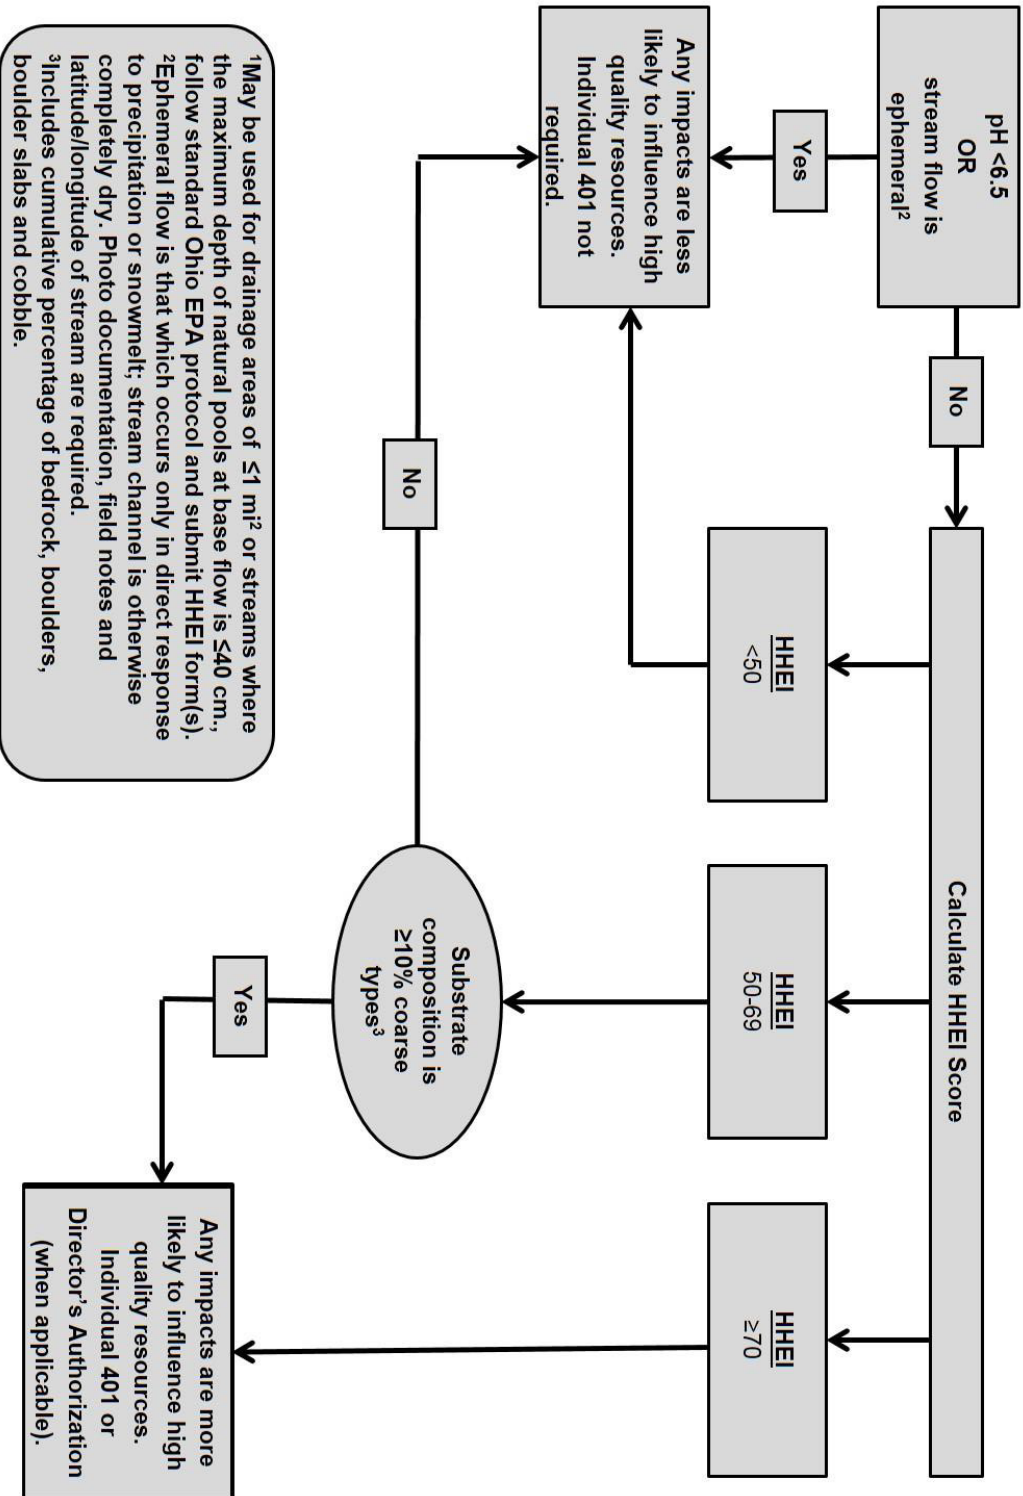 pH <6.5
OR
stream flow is
ephemeral²
No
Calculate HHEI Score
Yes
HHEI
<50
HHEI
50-69
HHEI
≥70
Any impacts are less
likely to influence high
quality resources.
Individual 401 not
required.
No
Substrate
composition is
≥10% coarse
types³
Yes
Any impacts are more
likely to influence high
quality resources.
Individual 401 or
Director's Authorization
(when applicable).
¹May be used for drainage areas of ≤1 mi² or streams where
the maximum depth of natural pools at base flow is ≤40 cm.,
follow standard Ohio EPA protocol and submit HHEI form(s).
²Ephemeral flow is that which occurs only in direct response
to precipitation or snowmelt; stream channel is otherwise
completely dry. Photo documentation, field notes and
latitude/longitude of stream are required.
³Includes cumulative percentage of bedrock, boulders,
boulder slabs and cobble.